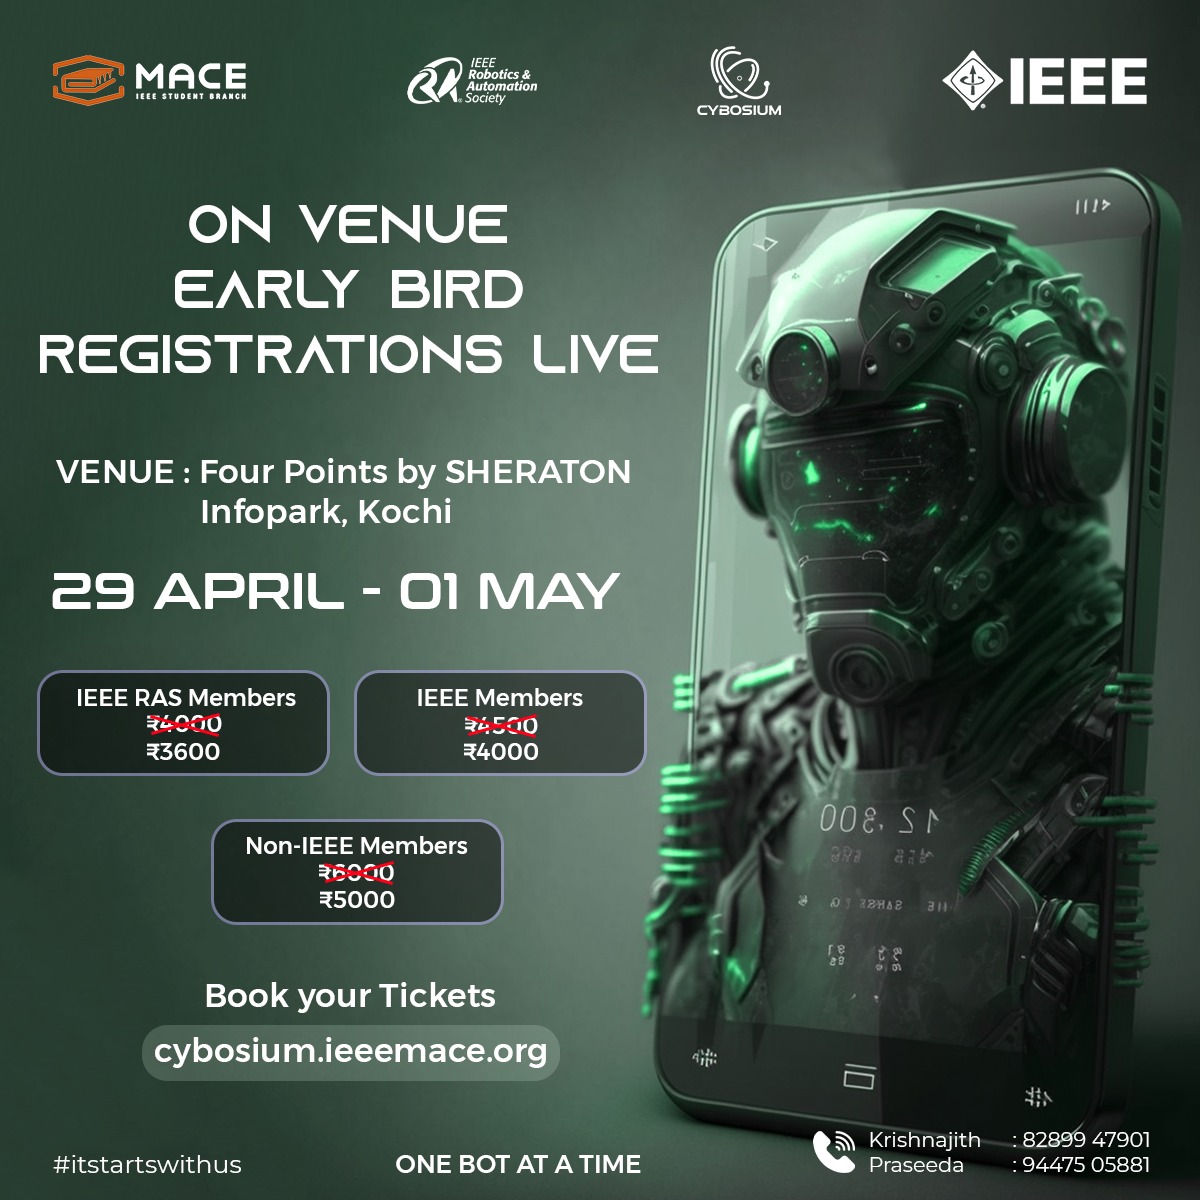 MACE
IEEE STUDENT BRANCH
IEEE
Robotics &
Automation
Society
CYBOSIUM
IEEE
ON VENUE
EARLY BIRD
REGISTRATIONS LIVE
VENUE : Four Points by SHERATON
Infopark, Kochi
29 APRIL - 01 MAY
IEEE RAS Members
₹4000
₹3600
IEEE Members
₹4500
₹4000
Non-IEEE Members
₹6000
₹5000
Book your Tickets
cybosium.ieeemace.org
#itstartswithus
ONE BOT AT A TIME
Krishnajith : 82899 47901
Praseeda : 94475 05881